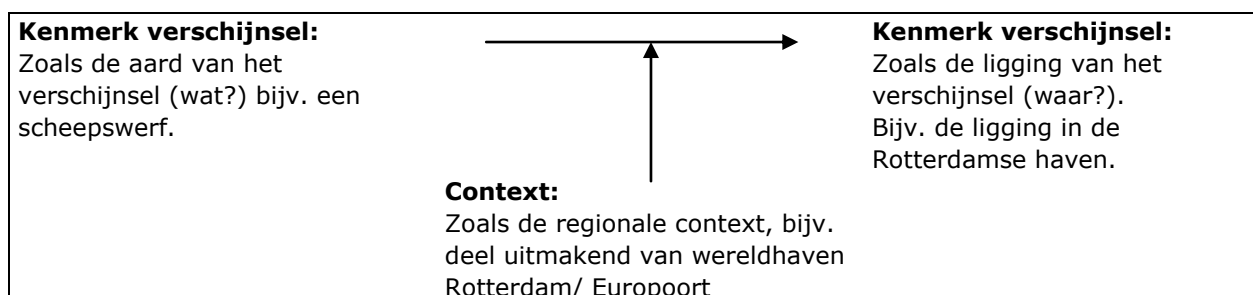 Kenmerk verschijnsel:
Zoals de aard van het
verschijnsel (wat?) bijv. een
scheepswerf.
Kenmerk verschijnsel:
Zoals de ligging van het
verschijnsel (waar?).
Bijv. de ligging in de
Rotterdamse haven.
Context:
Zoals de regionale context, bijv.
deel uitmakend van wereldhaven
Rotterdam/ Europoort